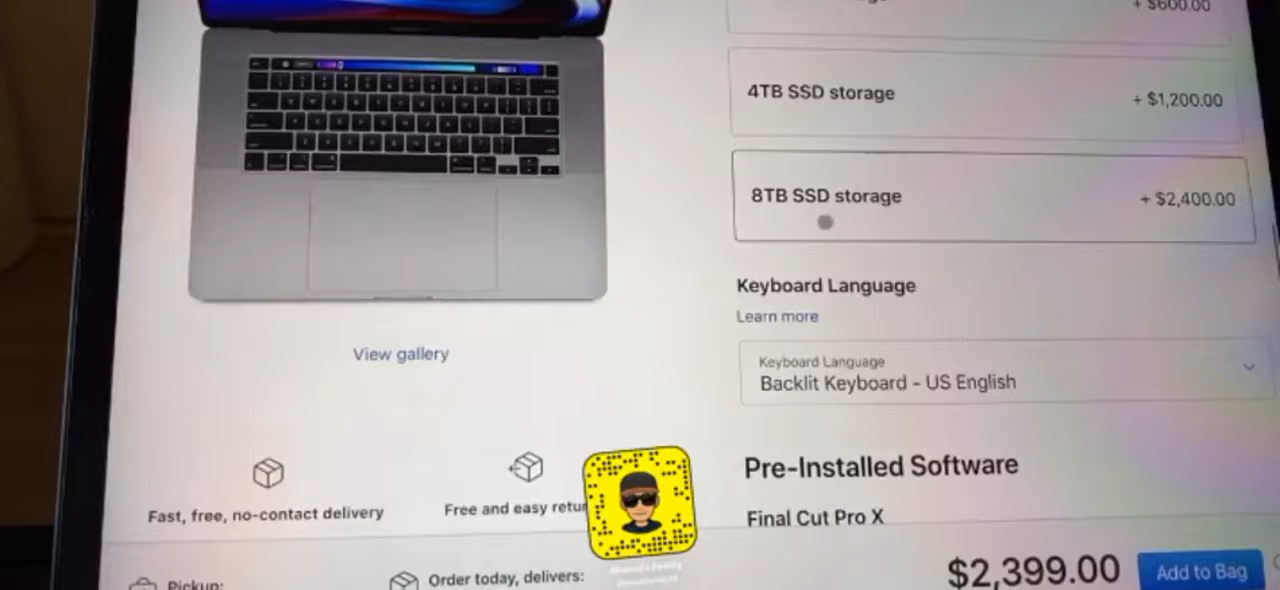 + $600.00
4TB SSD storage
+ $1,200.00
8TB SSD storage
+ $2,400.00
Keyboard Language
Learn more
Keyboard Language
Backlit Keyboard - US English
View gallery
Fast, free, no-contact delivery
Free and easy
Pre-Installed Software
Final Cut Pro X
Pickup:
Order today, delivers:
$2,399.00
Add to Bag